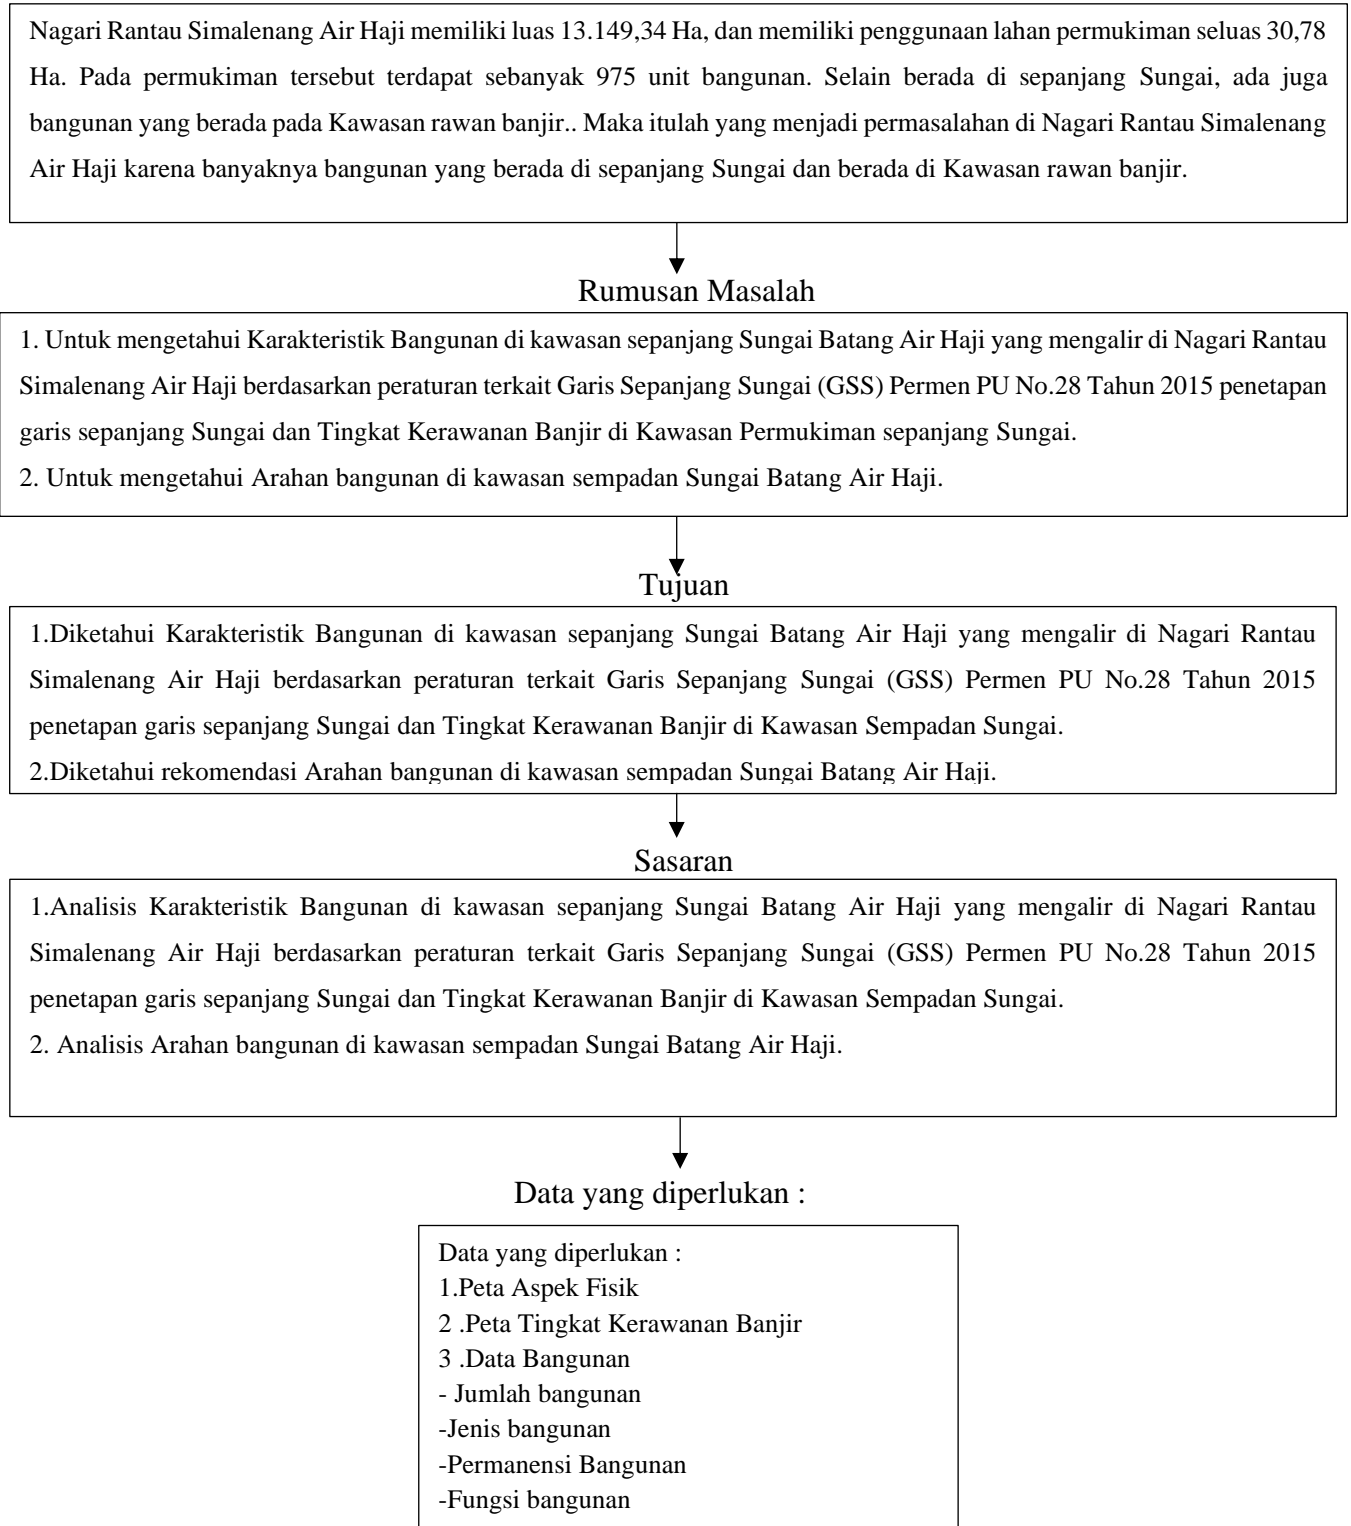 Nagari Rantau Simalenang Air Haji memiliki luas 13.149,34 Ha, dan memiliki penggunaan lahan permukiman seluas 30,78
Ha. Pada permukiman tersebut terdapat sebanyak 975 unit bangunan. Selain berada di sepanjang Sungai, ada juga
bangunan yang berada pada Kawasan rawan banjir.. Maka itulah yang menjadi permasalahan di Nagari Rantau Simalenang
Air Haji karena banyaknya bangunan yang berada di sepanjang Sungai dan berada di Kawasan rawan banjir.
Rumusan Masalah
1. Untuk mengetahui Karakteristik Bangunan di kawasan sepanjang Sungai Batang Air Haji yang mengalir di Nagari Rantau
Simalenang Air Haji berdasarkan peraturan terkait Garis Sepanjang Sungai (GSS) Permen PU No.28 Tahun 2015 penetapan
garis sepanjang Sungai dan Tingkat Kerawanan Banjir di Kawasan Permukiman sepanjang Sungai.
2. Untuk mengetahui Arahan bangunan di kawasan sempadan Sungai Batang Air Haji.
Tujuan
1.Diketahui Karakteristik Bangunan di kawasan sepanjang Sungai Batang Air Haji yang mengalir di Nagari Rantau
Simalenang Air Haji berdasarkan peraturan terkait Garis Sepanjang Sungai (GSS) Permen PU No.28 Tahun 2015
penetapan garis sepanjang Sungai dan Tingkat Kerawanan Banjir di Kawasan Sempadan Sungai.
2.Diketahui rekomendasi Arahan bangunan di kawasan sempadan Sungai Batang Air Haji.
Sasaran
1.Analisis Karakteristik Bangunan di kawasan sepanjang Sungai Batang Air Haji yang mengalir di Nagari Rantau
Simalenang Air Haji berdasarkan peraturan terkait Garis Sepanjang Sungai (GSS) Permen PU No.28 Tahun 2015
penetapan garis sepanjang Sungai dan Tingkat Kerawanan Banjir di Kawasan Sempadan Sungai.
2. Analisis Arahan bangunan di kawasan sempadan Sungai Batang Air Haji.
Data yang diperlukan :
Data yang diperlukan :
1.Peta Aspek Fisik
2 .Peta Tingkat Kerawanan Banjir
3 .Data Bangunan
- Jumlah bangunan
-Jenis bangunan
-Permanensi Bangunan
-Fungsi bangunan